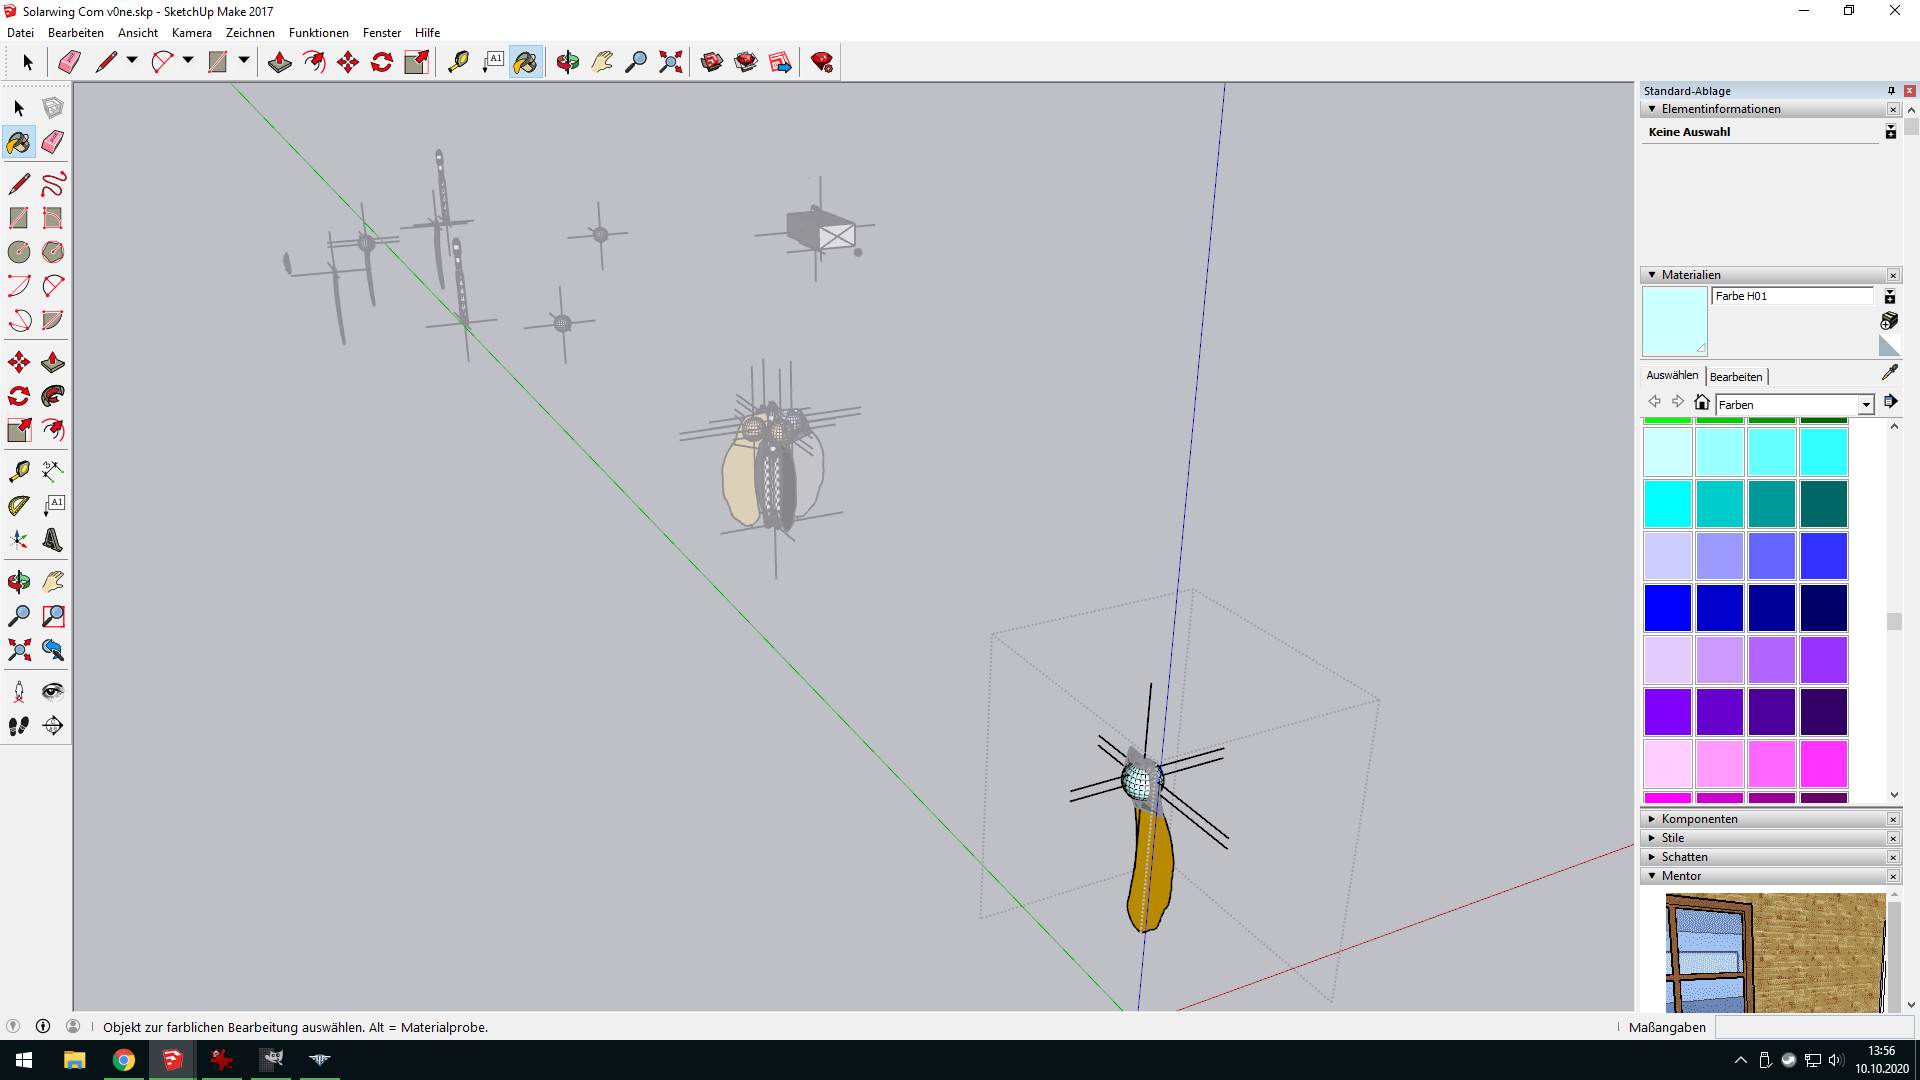 Solarwing Com v0ne.skp - SketchUp Make 2017
Datei Bearbeiten Ansicht Kamera Zeichnen Funktionen Fenster Hilfe
A1
Standard-Ablage
Elementinformationen
Keine Auswahl
Materialien
Farbe H01
Auswählen Bearbeiten
Farben
A1
Komponenten
Stile
Schatten
Mentor
Objekt zur farblichen Bearbeitung auswählen. Alt = Materialprobe.
Maßangaben
13:56
10.10.2020